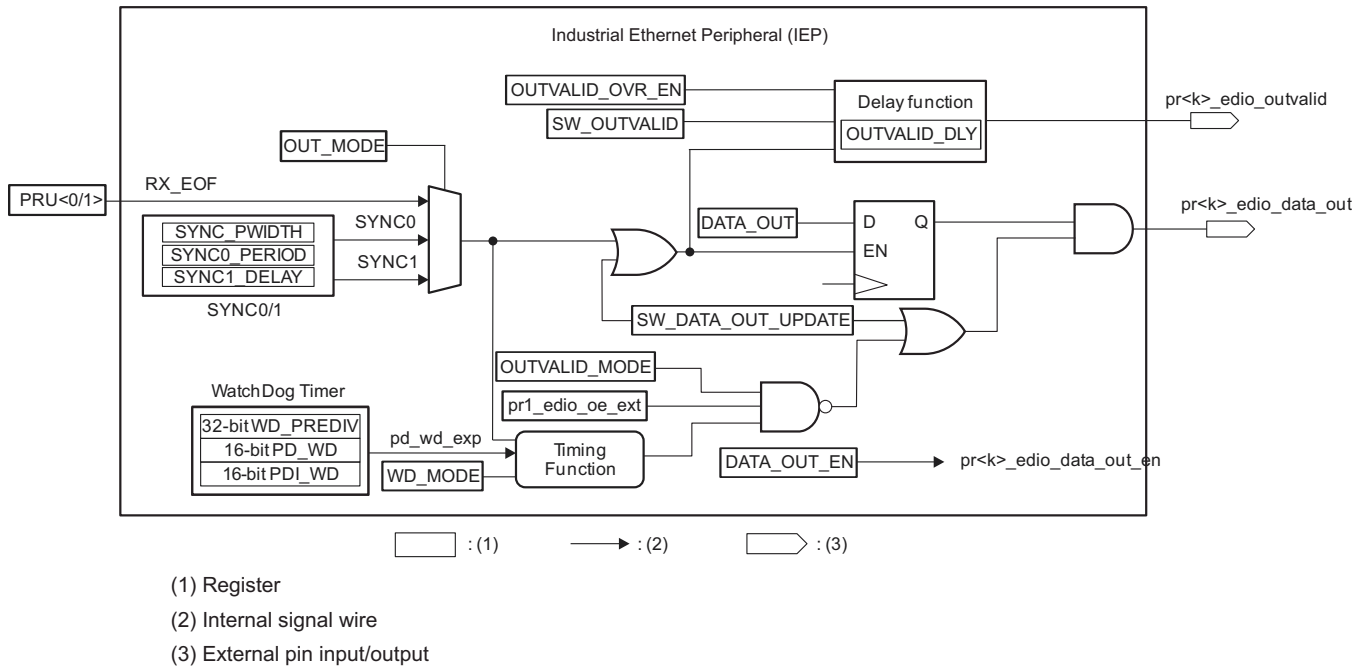 Industrial Ethernet Peripheral (IEP)
OUTVALID_OVR_EN
SW_OUTVALID
Delay function
OUTVALID_DLY
pr<k>_edio_outvalid
OUT_MODE
PRU<0/1>
RX_EOF
SYNC_PWIDTH
SYNC0_PERIOD
SYNC1_DELAY
SYNC0/1
SYNC0
SYNC1
DATA_OUT
D
Q
EN
pr<k>_edio_data_out
SW_DATA_OUT_UPDATE
OUTVALID_MODE
pr1_edio_oe_ext
WatchDog Timer
32-bit WD_PREDIV
16-bit PD_WD
16-bit PDI_WD
pd_wd_exp
WD_MODE
Timing
Function
DATA_OUT_EN
pr<k>_edio_data_out_en
: (1)
: (2)
: (3)
(1) Register
(2) Internal signal wire
(3) External pin input/output